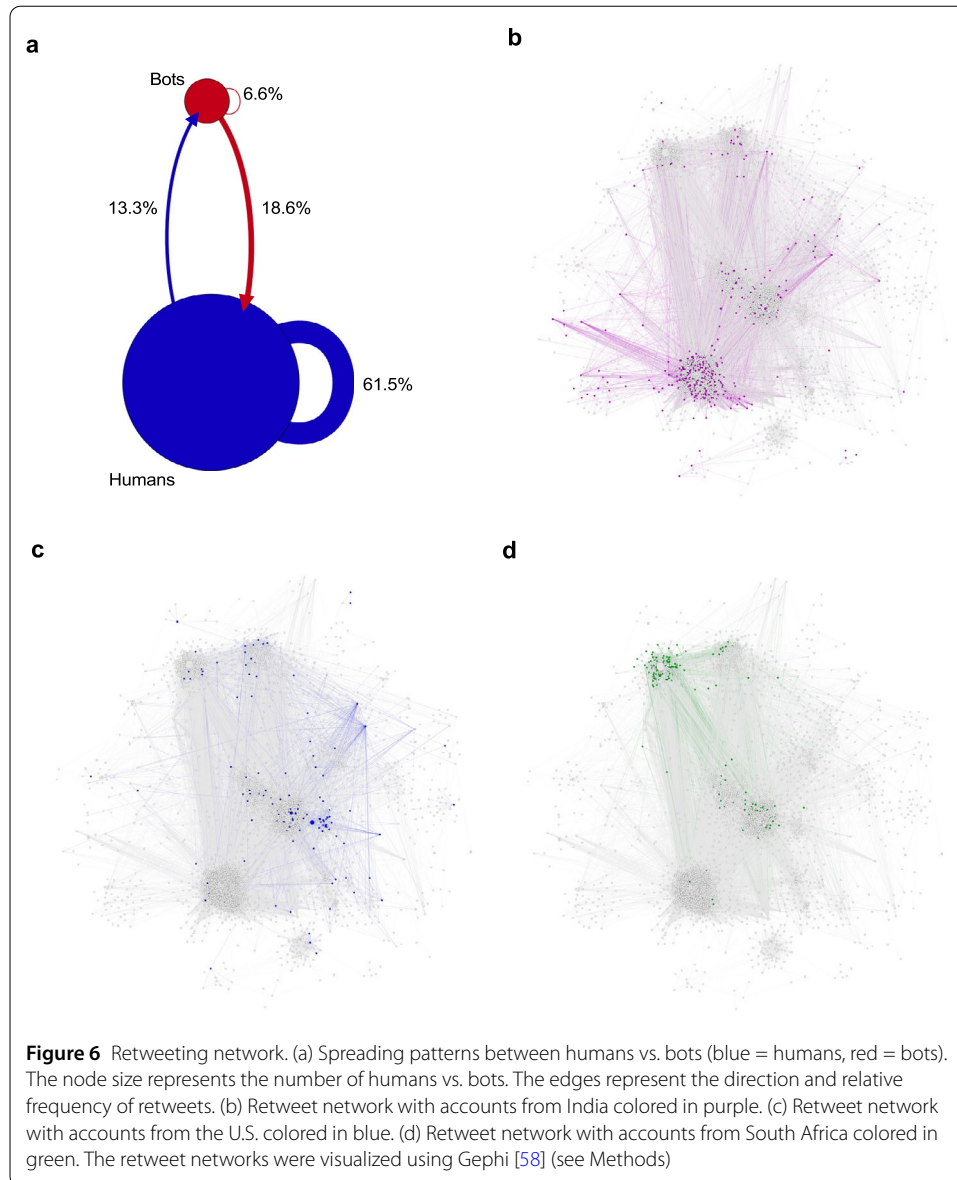 a
b
Bots
6.6%
13.3%
18.6%
61.5%
Humans
c
d
Figure 6 Retweeting network. (a) Spreading patterns between humans vs. bots (blue = humans, red = bots).
The node size represents the number of humans vs. bots. The edges represent the direction and relative
frequency of retweets. (b) Retweet network with accounts from India colored in purple. (c) Retweet network
with accounts from the U.S. colored in blue. (d) Retweet network with accounts from South Africa colored in
green. The retweet networks were visualized using Gephi [58] (see Methods)